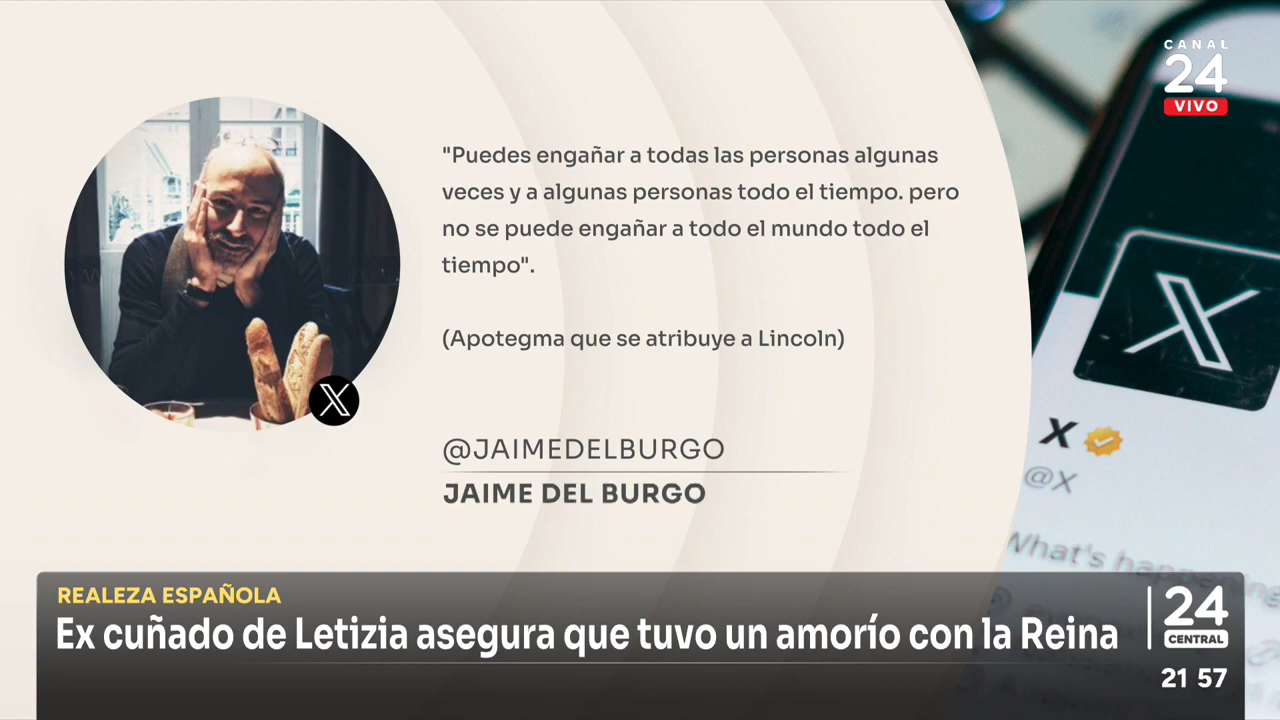 CANAL
24
VIVO
"Puedes engañar a todas las personas algunas
veces y a algunas personas todo el tiempo. pero
no se puede engañar a todo el mundo todo el
tiempo".
(Apotegma que se atribuye a Lincoln)
@JAIMEDELBURGO
JAIME DEL BURGO
X
@X
What's happening
REALEZA ESPAÑOLA
Ex cuñado de Letizia asegura que tuvo un amorío con la Reina
24
CENTRAL
21 57